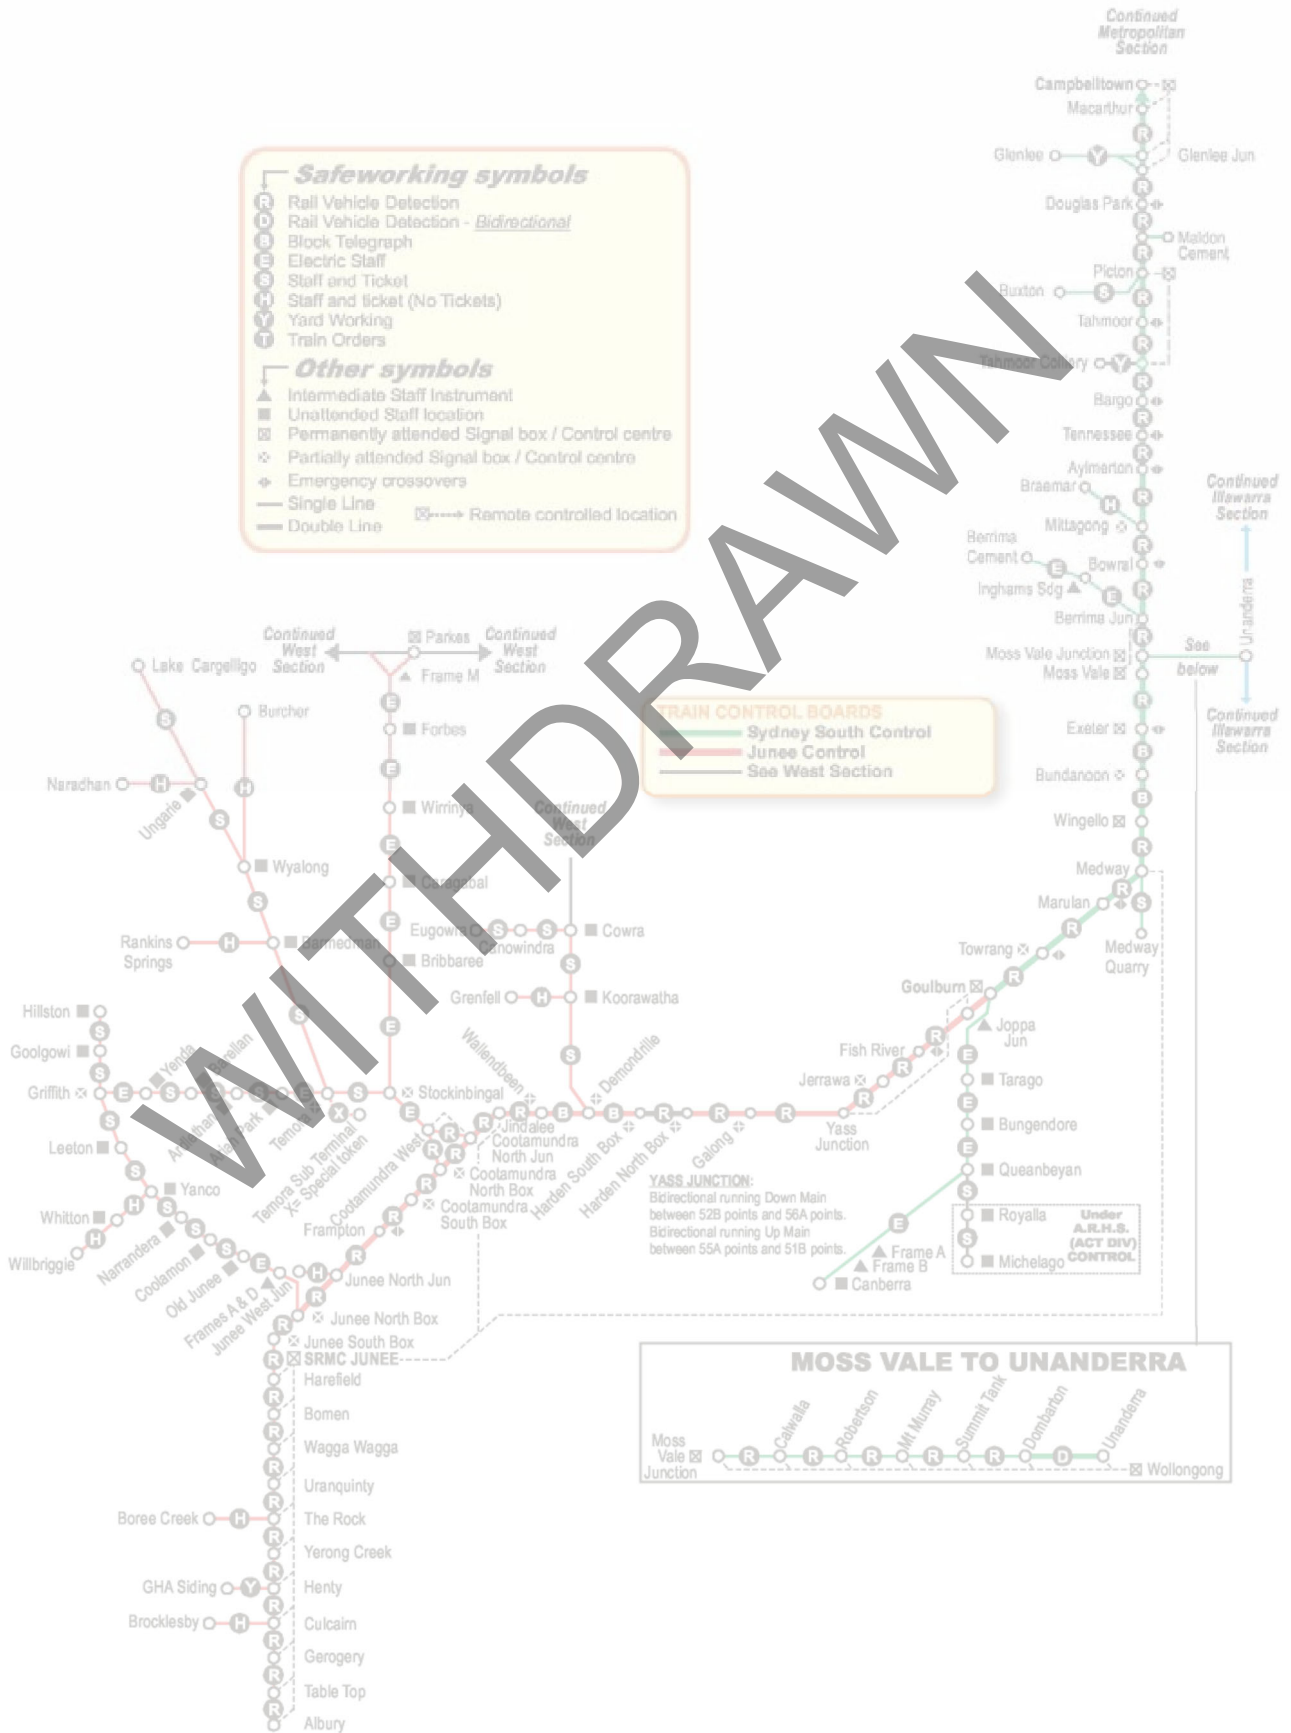 Continued
Metropolitan
Section
Campbelltown
Macarthur
Glenlee
Glenlee Jun
Douglas Park
Maldon
Cement
Picton
Buxton
Tahmoor
Tahmoor Colliery
Bargo
Tennessee
Aylmerton
Braemar
Mittagong
Berrima
Cement
Bowral
Inghams Sdg
Berrima Jun
Continued
Illawarra
Section
Unanderra
Moss Vale Junction
See
below
Moss Vale
Exeter
Continued
Illawarra
Section
Bundanoon
Wingello
Medway
Marulan
Medway
Quarry
Towrang
Goulburn
Joppa
Jun
Fish River
Jerrawa
Tarago
Bungendore
Yass
Junction
Queanbeyan
Royalla
Michelago
Under
A.R.H.S.
(ACT DIV)
CONTROL
Frame A
Frame B
Canberra
Safeworking symbols
R Rail Vehicle Detection
D Rail Vehicle Detection - Bidirectional
B Block Telegraph
E Electric Staff
S Staff and Ticket
H Staff and ticket (No Tickets)
Y Yard Working
T Train Orders
Other symbols
Intermediate Staff Instrument
Unattended Staff location
Permanently attended Signal box / Control centre
Partially attended Signal box / Control centre
Emergency crossovers
Single Line
Double Line
Remote controlled location
WITHDRAWN
TRAIN CONTROL BOARDS
Sydney South Control
Junee Control
See West Section
Continued
West
Section
Parkes
Continued
West
Section
Frame M
Lake Cargelligo
Burcher
Forbes
Naradhan
Ungarie
Wirrinya
Continued
West
Section
Wyalong
Caragabal
Rankins
Springs
Barmedman
Eugowra
Canowindra
Cowra
Bribbaree
Grenfell
Koorawatha
Hillston
Goolgowi
Griffith
Yenda
Barellan
Ardlethan
Arian Park
Temora
Temora Sub Terminal
X= Special token
Stockinbingal
Wallendbeen
Demondrille
Leeton
Yanco
Whitton
Willbriggie
Narrandera
Coolamon
Old Junee
Frames A & D
Junee West Jun
Cootamundra West
Jindalee
Cootamundra
North Jun
Cootamundra
North Box
Cootamundra
South Box
Harden South Box
Harden North Box
Galong
Frampton
Junee North Jun
Junee North Box
Junee South Box
SRMC JUNEE
Harefield
Bomen
Wagga Wagga
Uranquinty
Boree Creek
The Rock
Yerong Creek
GHA Siding
Henty
Brocklesby
Culcairn
Gerogery
Table Top
Albury
YASS JUNCTION:
Bidirectional running Down Main
between 52B points and 56A points.
Bidirectional running Up Main
between 55A points and 51B points.
MOSS VALE TO UNANDERRA
Moss
Vale
Junction
Calwalla
Robertson
Mt Murray
Summit Tank
Dombarton
Unanderra
Wollongong